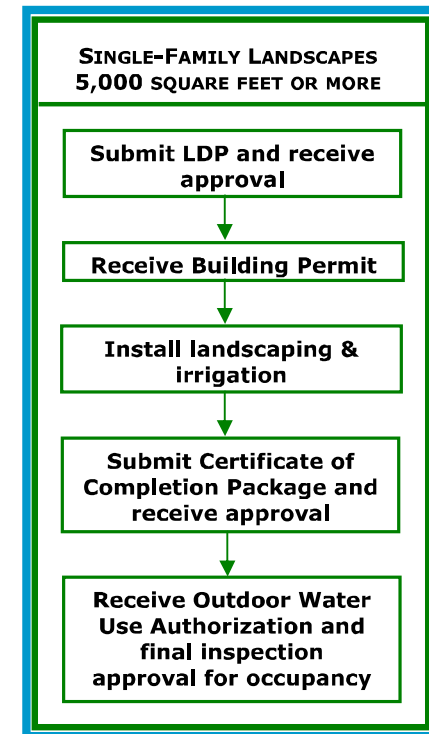 SINGLE-FAMILY LANDSCAPES
5,000 SQUARE FEET OR MORE
Submit LDP and receive
approval
Receive Building Permit
Install landscaping &
irrigation
Submit Certificate of
Completion Package and
receive approval
Receive Outdoor Water
Use Authorization and
final inspection
approval for occupancy